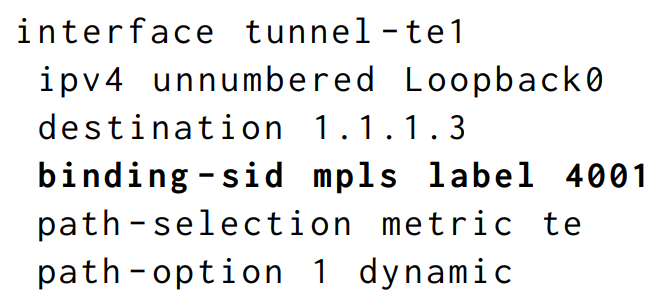 interface tunnel-te1
ipv4 unnumbered Loopback0
destination 1.1.1.3
binding-sid mpls label 4001
path-selection metric te
path-option 1 dynamic